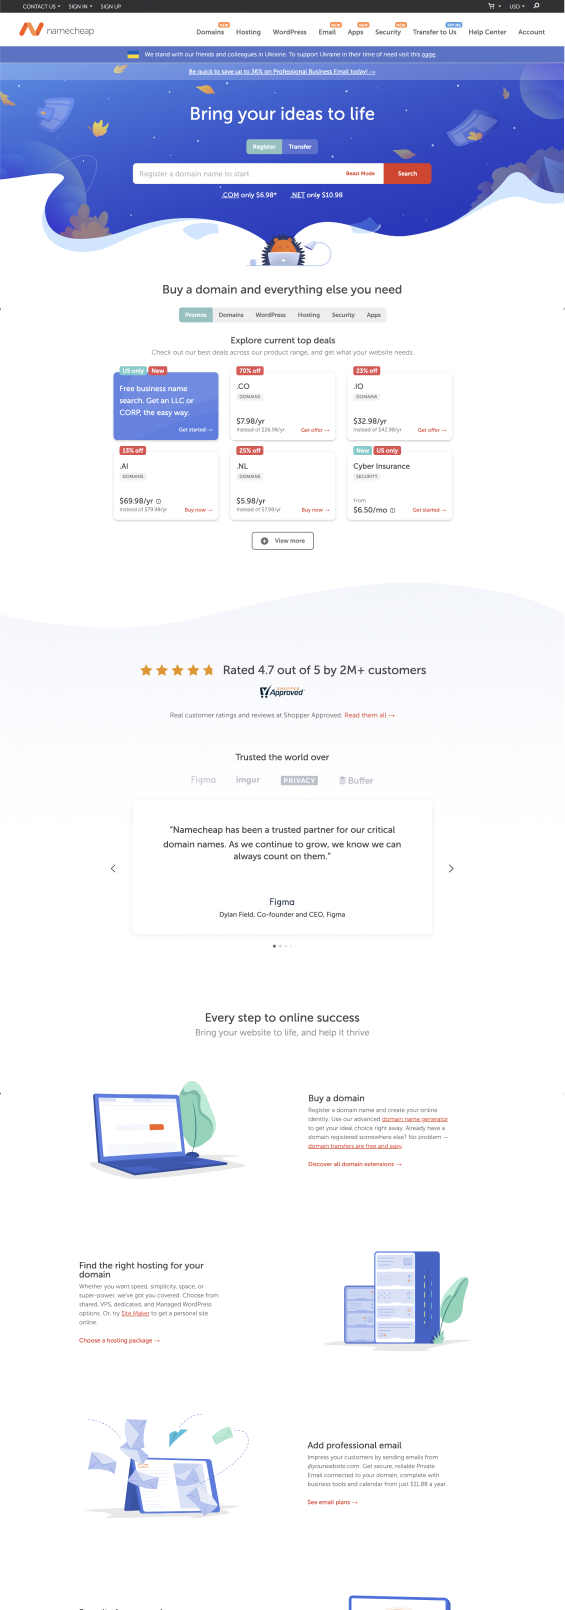 CONTACT US SIGN IN SIGN UP USD
namecheap
NEW NEW NEW NEW TRY ME
Domains Hosting WordPress Email Apps Security Transfer to Us Help Center Account
We stand with our friends and colleagues in Ukraine. To support Ukraine in their time of need visit this page
Be quick to save up to 36% on Professional Business Email today! →
Bring your ideas to life
Register Transfer
Register a domain name to start Beast Mode Search
.COM only $6.98* .NET only $10.98
Buy a domain and everything else you need
Promos Domains WordPress Hosting Security Apps
Explore current top deals
Check out our best deals across our product range, and get what your website needs.
US only New
Free business name
search. Get an LLC or
CORP, the easy way.
Get started →
70% off
.CO
DOMAINS
$7.98/yr
Instead of $26.98/yr Get offer →
23% off
.IO
DOMAINS
$32.98/yr
Instead of $42.98/yr Get offer →
13% off
.AI
DOMAINS
$69.98/yr
Instead of $79.98/yr Buy now →
25% off
.NL
DOMAINS
$5.98/yr
Instead of $7.98/yr Buy now →
New US only
Cyber Insurance
SECURITY
From
$6.50/mo Get started →
View more
Rated 4.7 out of 5 by 2M+ customers
SHOPPER
Approved
Real customer ratings and reviews at Shopper Approved. Read them all →
Trusted the world over
Figma imgur PRIVACY Buffer
"Namecheap has been a trusted partner for our critical
domain names. As we continue to grow, we know we can
always count on them."
Figma
Dylan Field, Co-founder and CEO, Figma
Every step to online success
Bring your website to life, and help it thrive
Buy a domain
Register a domain name and create your online
identity. Use our advanced domain name generator
to get your ideal choice right away. Already have a
domain registered somewhere else? No problem —
domain transfers are free and easy.
Discover all domain extensions →
Find the right hosting for your
domain
Whether you want speed, simplicity, space, or
super-power, we've got you covered. Choose from
shared, VPS, dedicated, and Managed WordPress
options. Or, try Site Maker to get a personal site
online.
Choose a hosting package →
Add professional email
Impress your customers by sending emails from
@yourwebsite.com. Get secure, reliable Private
Email connected to your domain, complete with
business tools and calendar from just $11.88 a year.
See email plans →